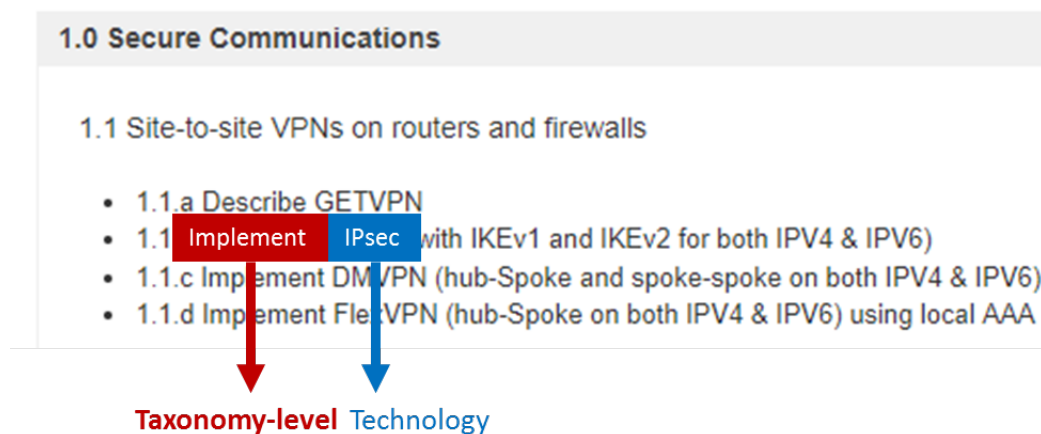 1.0 Secure Communications
1.1 Site-to-site VPNs on routers and firewalls
• 1.1.a Describe GETVPN
• 1.1 Implement IPsec with IKEv1 and IKEv2 for both IPV4 & IPV6)
• 1.1.c Implement DMVPN (hub-Spoke and spoke-spoke on both IPV4 & IPV6)
• 1.1.d Implement FlexVPN (hub-Spoke on both IPV4 & IPV6) using local AAA
Taxonomy-level Technology